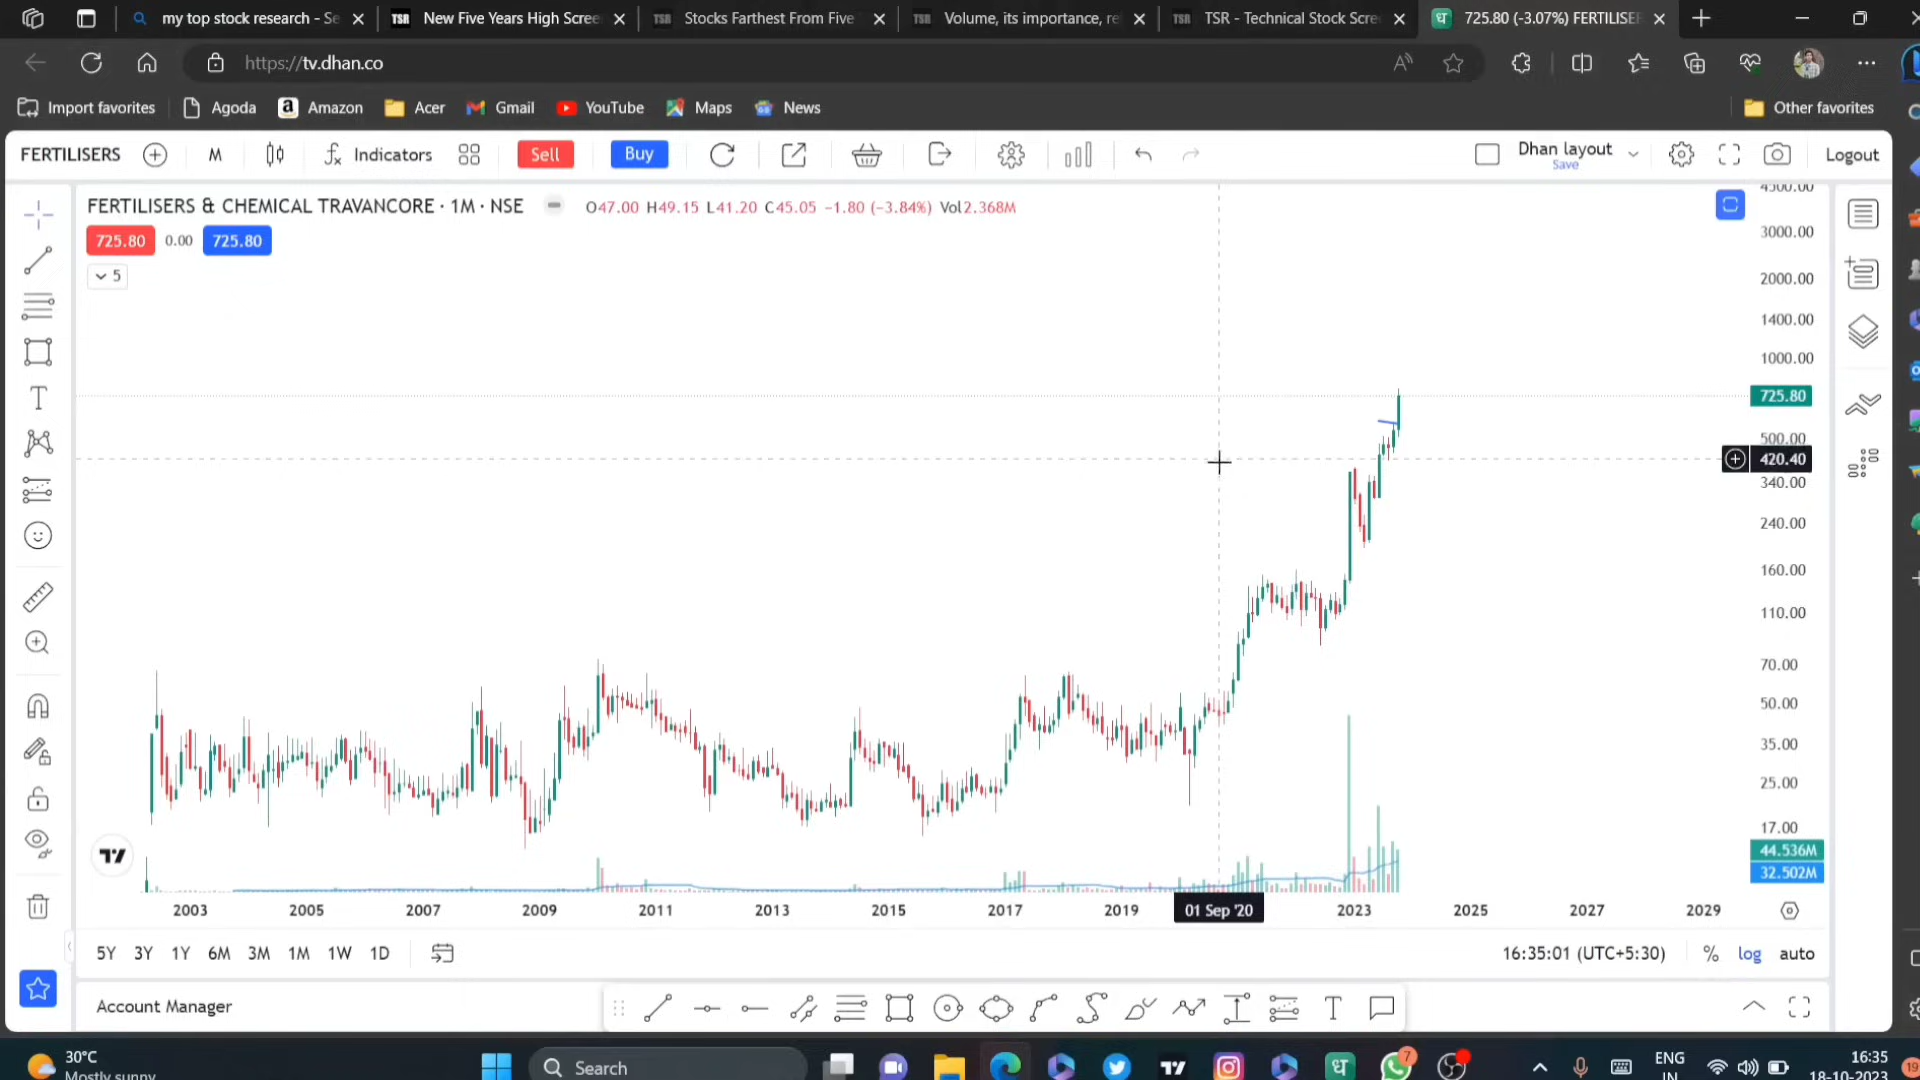 my top stock research - Se
TSR New Five Years High Scree
TSR Stocks Farthest From Five
TSR Volume, its importance, re
TSR TSR - Technical Stock Scre
725.80 (-3.07%) FERTILISER
https://tv.dhan.co
Import favorites Agoda Amazon Acer Gmail YouTube Maps News Other favorites
FERTILISERS M Indicators Sell Buy Dhan layout Save Logout
FERTILISERS & CHEMICAL TRAVANCORE · 1M · NSE O47.00 H49.15 L41.20 C45.05 −1.80 (−3.84%) Vol2.368M
725.80 0.00 725.80
5
4500.00
3000.00
2000.00
1400.00
1000.00
725.80
500.00
420.40
340.00
240.00
160.00
110.00
70.00
50.00
35.00
25.00
17.00
44.536M
32.502M
2003 2005 2007 2009 2011 2013 2015 2017 2019 01 Sep '20 2023 2025 2027 2029
5Y 3Y 1Y 6M 3M 1M 1W 1D 16:35:01 (UTC+5:30) % log auto
Account Manager
30°C
Mostly sunny
Search
7
ENG
IN
16:35
18-10-2023
19